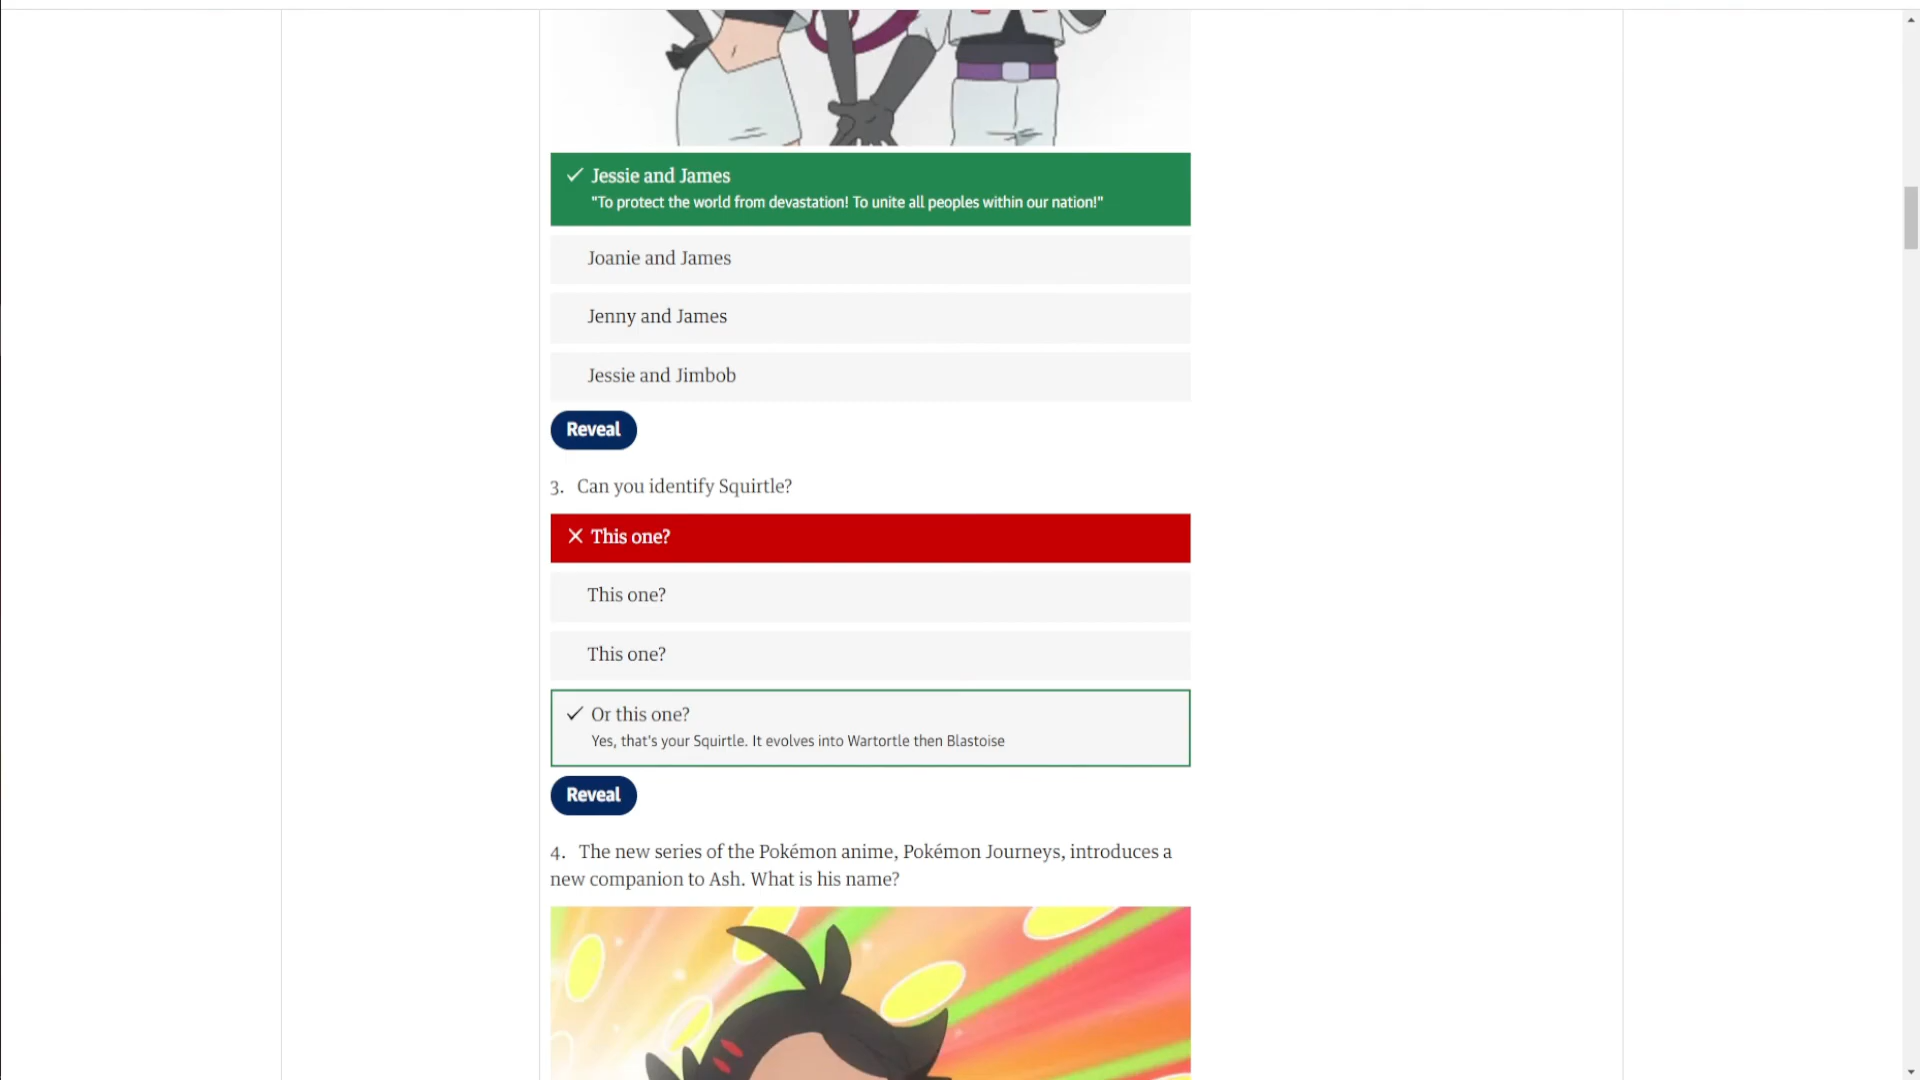 Jessie and James
"To protect the world from devastation! To unite all peoples within our nation!"
Joanie and James
Jenny and James
Jessie and Jimbob
Reveal
3. Can you identify Squirtle?
This one?
This one?
This one?
Or this one?
Yes, that's your Squirtle. It evolves into Wartortle then Blastoise
Reveal
4. The new series of the Pokémon anime, Pokémon Journeys, introduces a
new companion to Ash. What is his name?